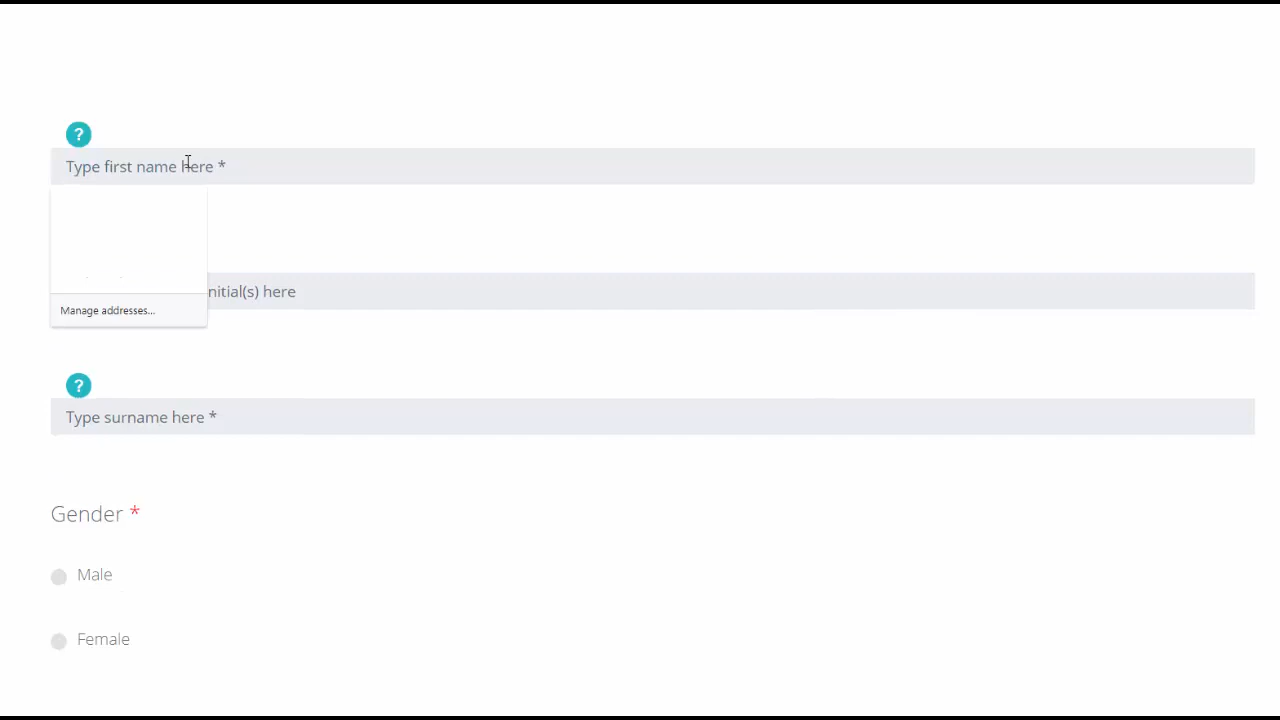 ?
Type first name here *
nitial(s) here
Manage addresses...
?
Type surname here *
Gender *
Male
Female